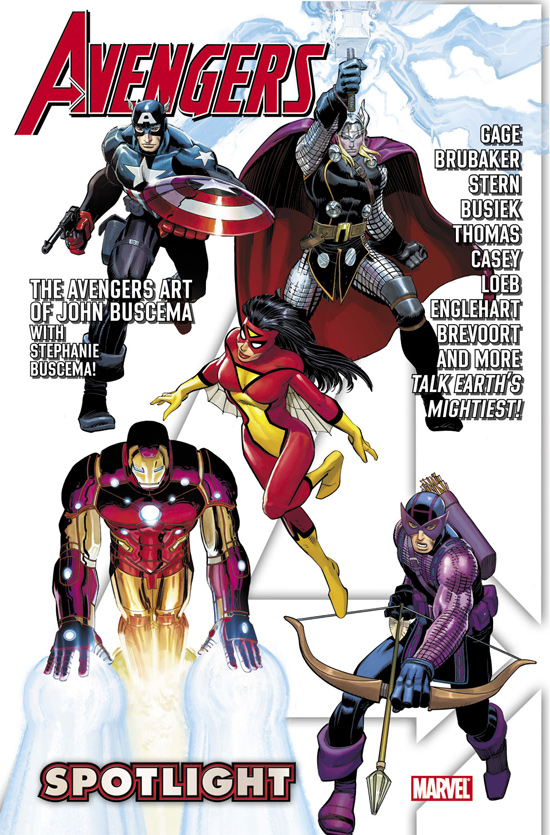 AVENGERS
GAGE
BRUBAKER
STERN
BUSIEK
THOMAS
CASEY
LOEB
ENGLEHART
BREVOORT
AND MORE
TALK EARTH'S
MIGHTIEST!
THE AVENGERS ART
OF JOHN BUSCEMA
WITH
STEPHANIE
BUSCEMA!
A
SPOTLIGHT
MARVEL